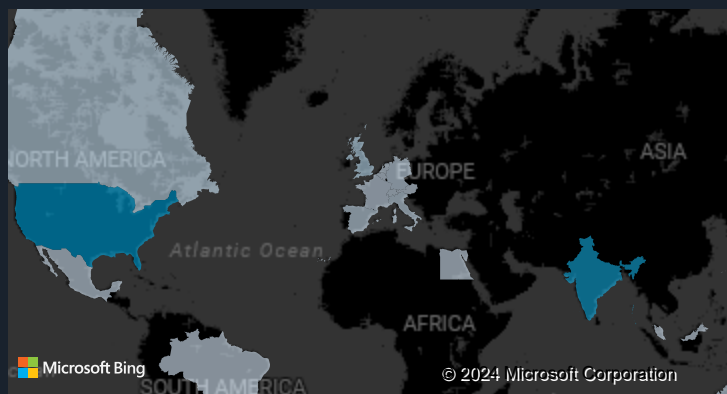 NORTH AMERICA
EUROPE
ASIA
Atlantic Ocean
AFRICA
Microsoft Bing
© 2024 Microsoft Corporation
SOUTH AMERICA